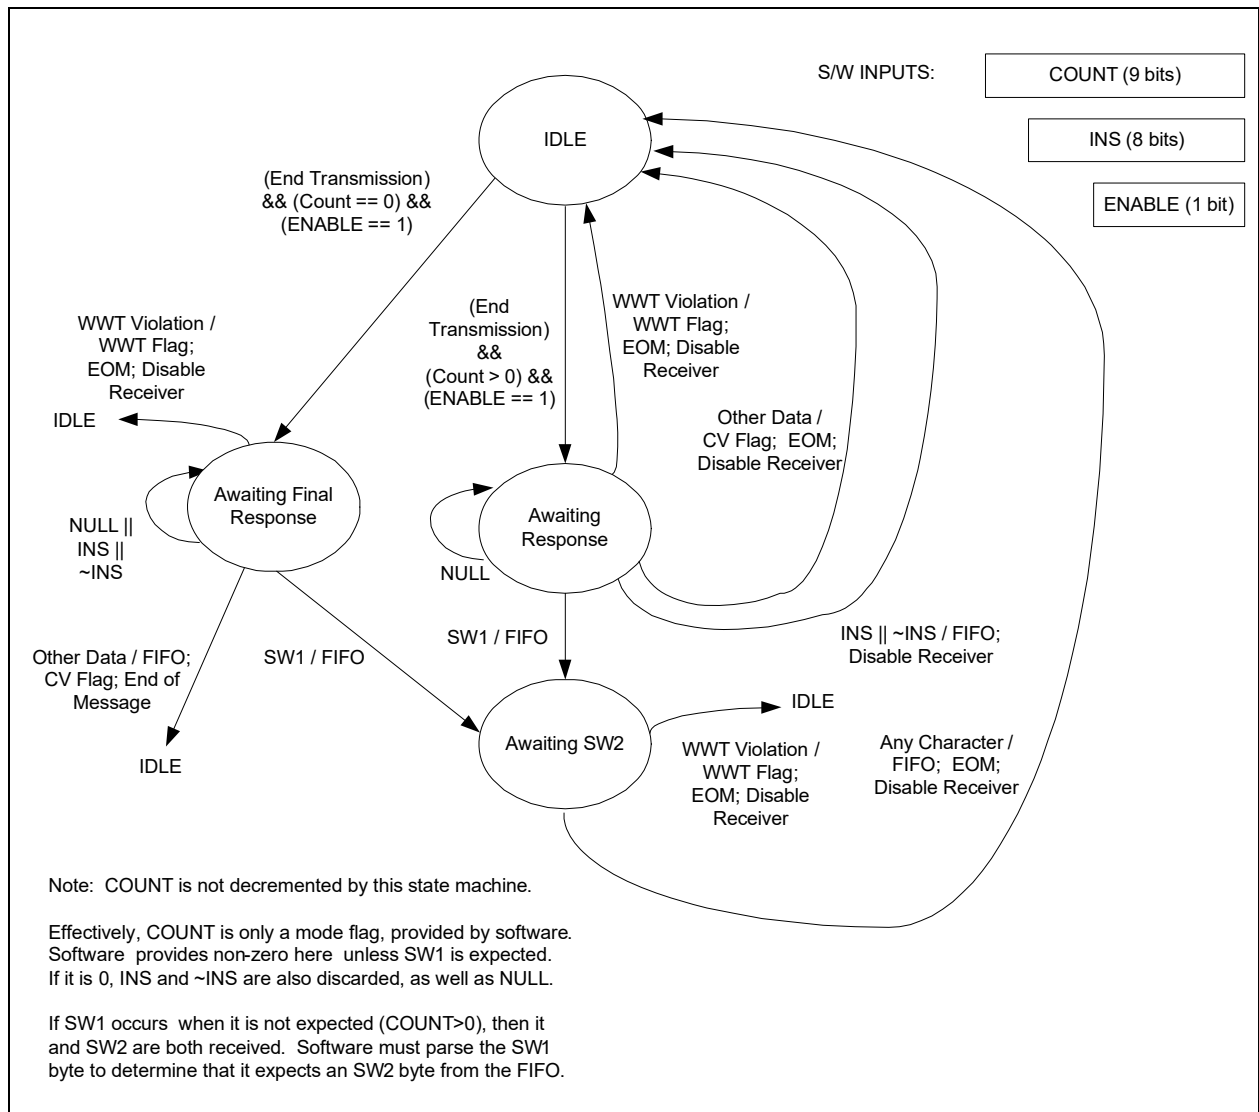 S/W INPUTS:
COUNT (9 bits)
INS (8 bits)
ENABLE (1 bit)
IDLE
(End Transmission)
&& (Count == 0) &&
(ENABLE == 1)
(End
Transmission)
&&
(Count > 0) &&
(ENABLE == 1)
WWT Violation /
WWT Flag;
EOM; Disable
Receiver
WWT Violation /
WWT Flag;
EOM; Disable
Receiver
IDLE
Other Data /
CV Flag; EOM;
Disable Receiver
Awaiting Final
Response
Awaiting
Response
NULL ||
INS ||
~INS
NULL
INS || ~INS / FIFO;
Disable Receiver
SW1 / FIFO
Other Data / FIFO;
CV Flag; End of
Message
SW1 / FIFO
IDLE
Awaiting SW2
IDLE
WWT Violation /
WWT Flag;
EOM; Disable
Receiver
Any Character /
FIFO; EOM;
Disable Receiver
Note: COUNT is not decremented by this state machine.
Effectively, COUNT is only a mode flag, provided by software.
Software provides non-zero here unless SW1 is expected.
If it is 0, INS and ~INS are also discarded, as well as NULL.
If SW1 occurs when it is not expected (COUNT>0), then it
and SW2 are both received. Software must parse the SW1
byte to determine that it expects an SW2 byte from the FIFO.